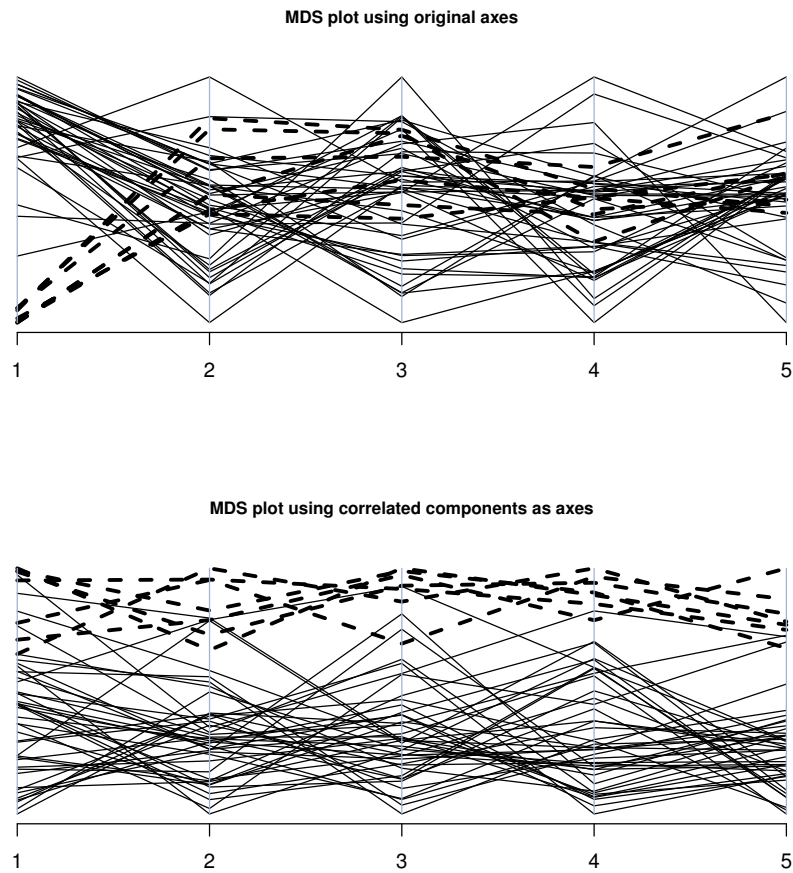 MDS plot using original axes
1 2 3 4 5
MDS plot using correlated components as axes
1 2 3 4 5